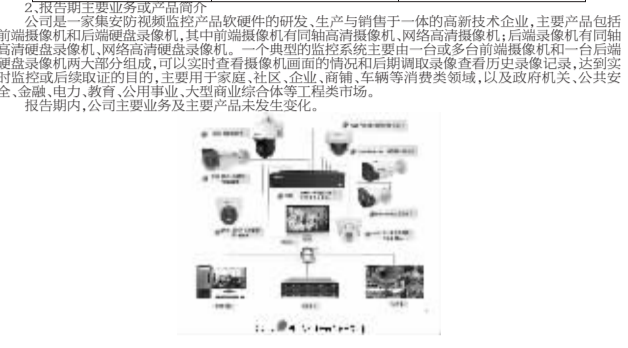 2、报告期主要业务或产品简介
公司是一家集安防视频监控产品软硬件的研发、生产与销售于一体的高新技术企业,主要产品包括
前端摄像机和后端硬盘录像机,其中前端摄像机有同轴高清摄像机、网络高清摄像机;后端录像机有同轴
高清硬盘录像机、网络高清硬盘录像机。一个典型的监控系统主要由一台或多台前端摄像机和一台后端
硬盘录像机两大部分组成,可以实时查看摄像机画面的情况和后期调取录像查看历史录像记录,达到实
时监控或后续取证的目的,主要用于家庭、社区、企业、商铺、车辆等消费类领域,以及政府机关、公共安
全、金融、电力、教育、公用事业、大型商业综合体等工程类市场。
报告期内,公司主要业务及主要产品未发生变化。